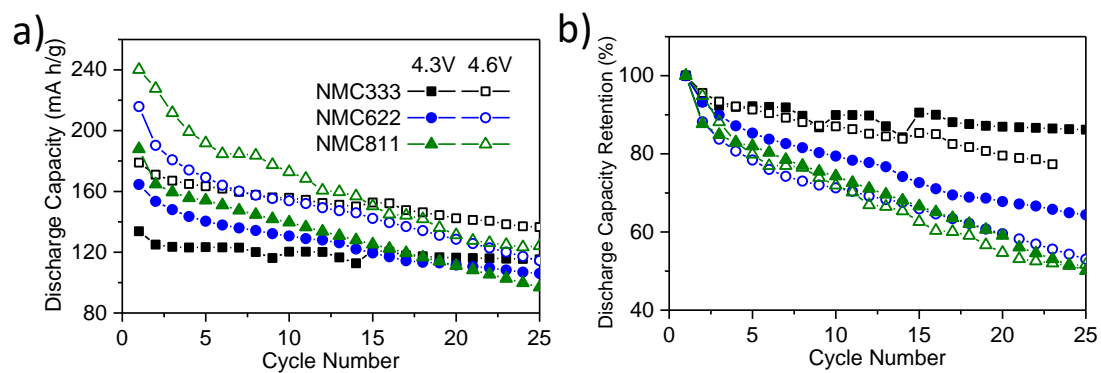 a)
Discharge Capacity (mA h/g)
240
200
160
120
80
0
5
10
15
20
25
Cycle Number
4.3V 4.6V
NMC333
NMC622
NMC811
b)
Discharge Capacity Retention (%)
100
80
60
40
0
5
10
15
20
25
Cycle Number